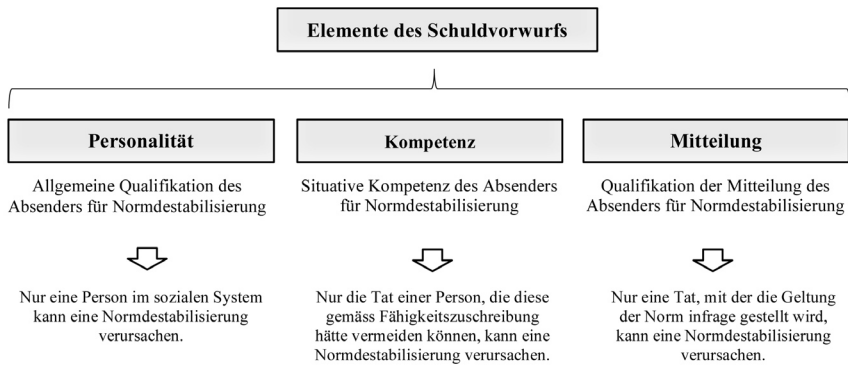 Elemente des Schuldvorwurfs
Personalität
Allgemeine Qualifikation des
Absenders für Normdestabilisierung
Nur eine Person im sozialen System
kann eine Normdestabilisierung
verursachen.
Kompetenz
Situative Kompetenz des Absenders
für Normdestabilisierung
Nur die Tat einer Person, die diese
gemäss Fähigkeitszuschreibung
hätte vermeiden können, kann eine
Normdestabilisierung verursachen.
Mitteilung
Qualifikation der Mitteilung des
Absenders für Normdestabilisierung
Nur eine Tat, mit der die Geltung
der Norm infrage gestellt wird,
kann eine Normdestabilisierung
verursachen.